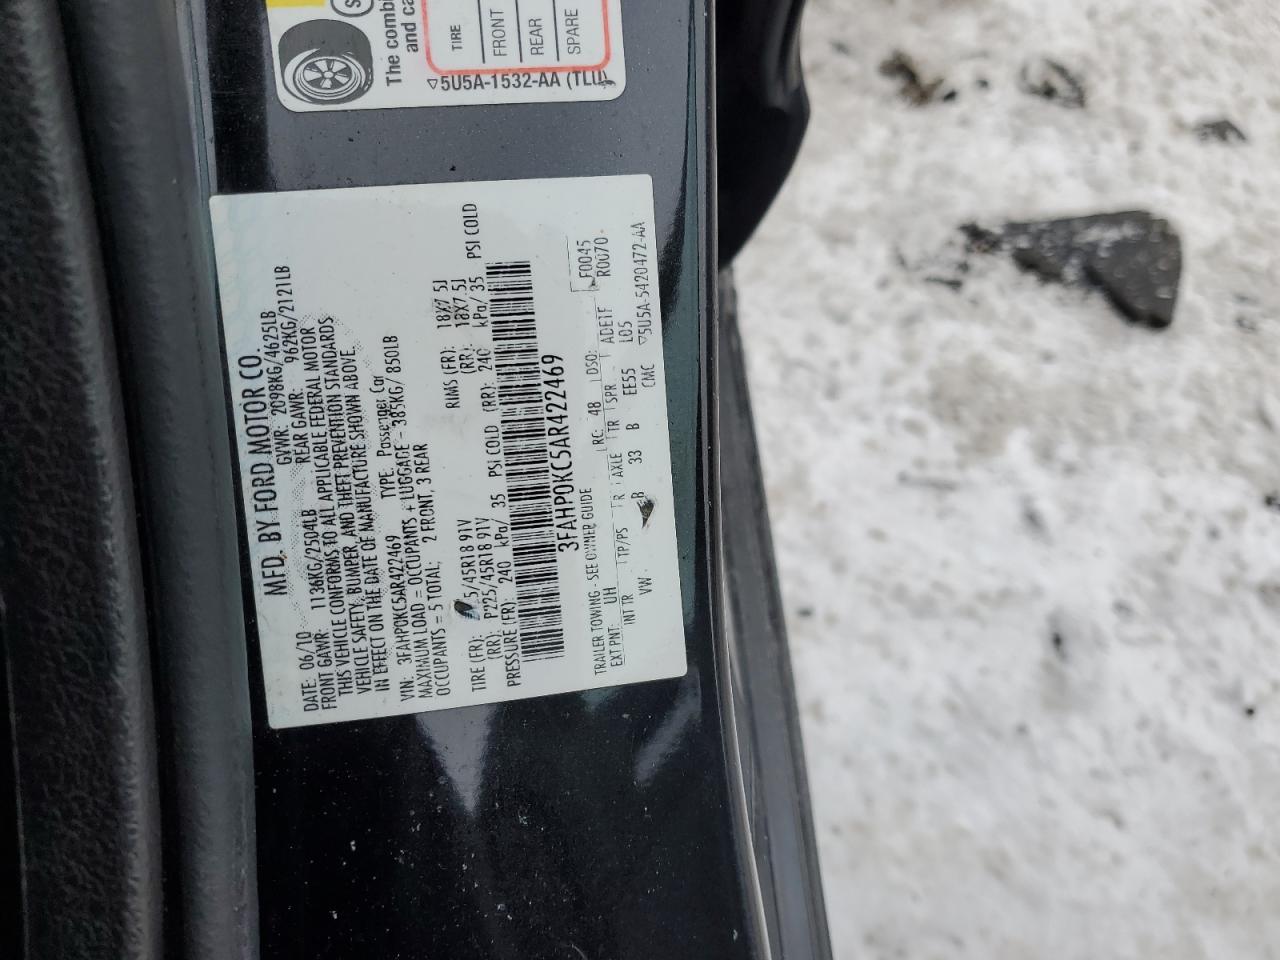 The combi
and ca
TIRE
FRONT
REAR
SPARE
5U5A-1532-AA (TLU)
MFD. BY FORD MOTOR CO.
DATE: 06/10 GVWR: 2098KG/4625LB
FRONT GAWR: 1136KG/2504LB REAR GAWR: 962KG/2121LB
THIS VEHICLE CONFORMS TO ALL APPLICABLE FEDERAL MOTOR
VEHICLE SAFETY, BUMPER, AND THEFT PREVENTION STANDARDS
IN EFFECT ON THE DATE OF MANUFACTURE SHOWN ABOVE.
VIN: 3FAHP0KC5AR422469 TYPE: Passenger Car
MAXIMUM LOAD = OCCUPANTS + LUGGAGE = 385KG/ 850LB
OCCUPANTS = 5 TOTAL; 2 FRONT, 3 REAR
TIRE (FR): 5/45R18 91V RIMS (FR): 18X7.5J
(RR): P225/45R18 91V (RR): 18X7.5J
PRESSURE (FR): 240 kPa/ 35 PSI COLD (RR): 240 kPa/ 35 PSI COLD
3FAHP0KC5AR422469
F0045
R0070
TRAILER TOWING - SEE OWNER GUIDE
EXT PNT: UH RC: 48 DSO:
INT TR TP/PS R AXLE TR SPR ADE1F
VW B 33 B EE55 L05
CMC 5U5A-5420472-AA